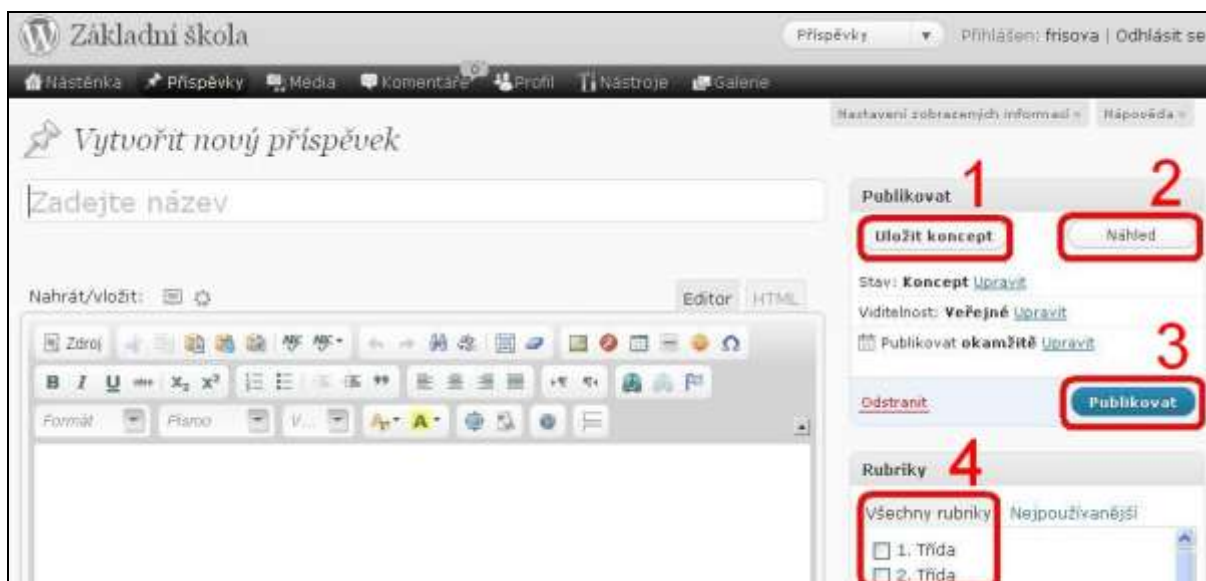 Základní škola
Příspěvky
Přihlášen: frisova | Odhlásit se
Nástěnka Příspěvky Média Komentáře 0 Profil Nástroje Galerie
Nastavení zobrazených informací Nápověda
Vytvořit nový příspěvek
Zadejte název
Publikovat
1
2
Uložit koncept
Náhled
Stav: Koncept Upravit
Viditelnost: Veřejné Upravit
Publikovat okamžitě Upravit
3
Odstranit
Publikovat
Nahrát/vložit:
Editor HTML
Zdroj
B I U X₂ X²
Formát Písmo V...
Rubriky
4
Všechny rubriky Nejpoužívanější
1. Třída
2. Třída